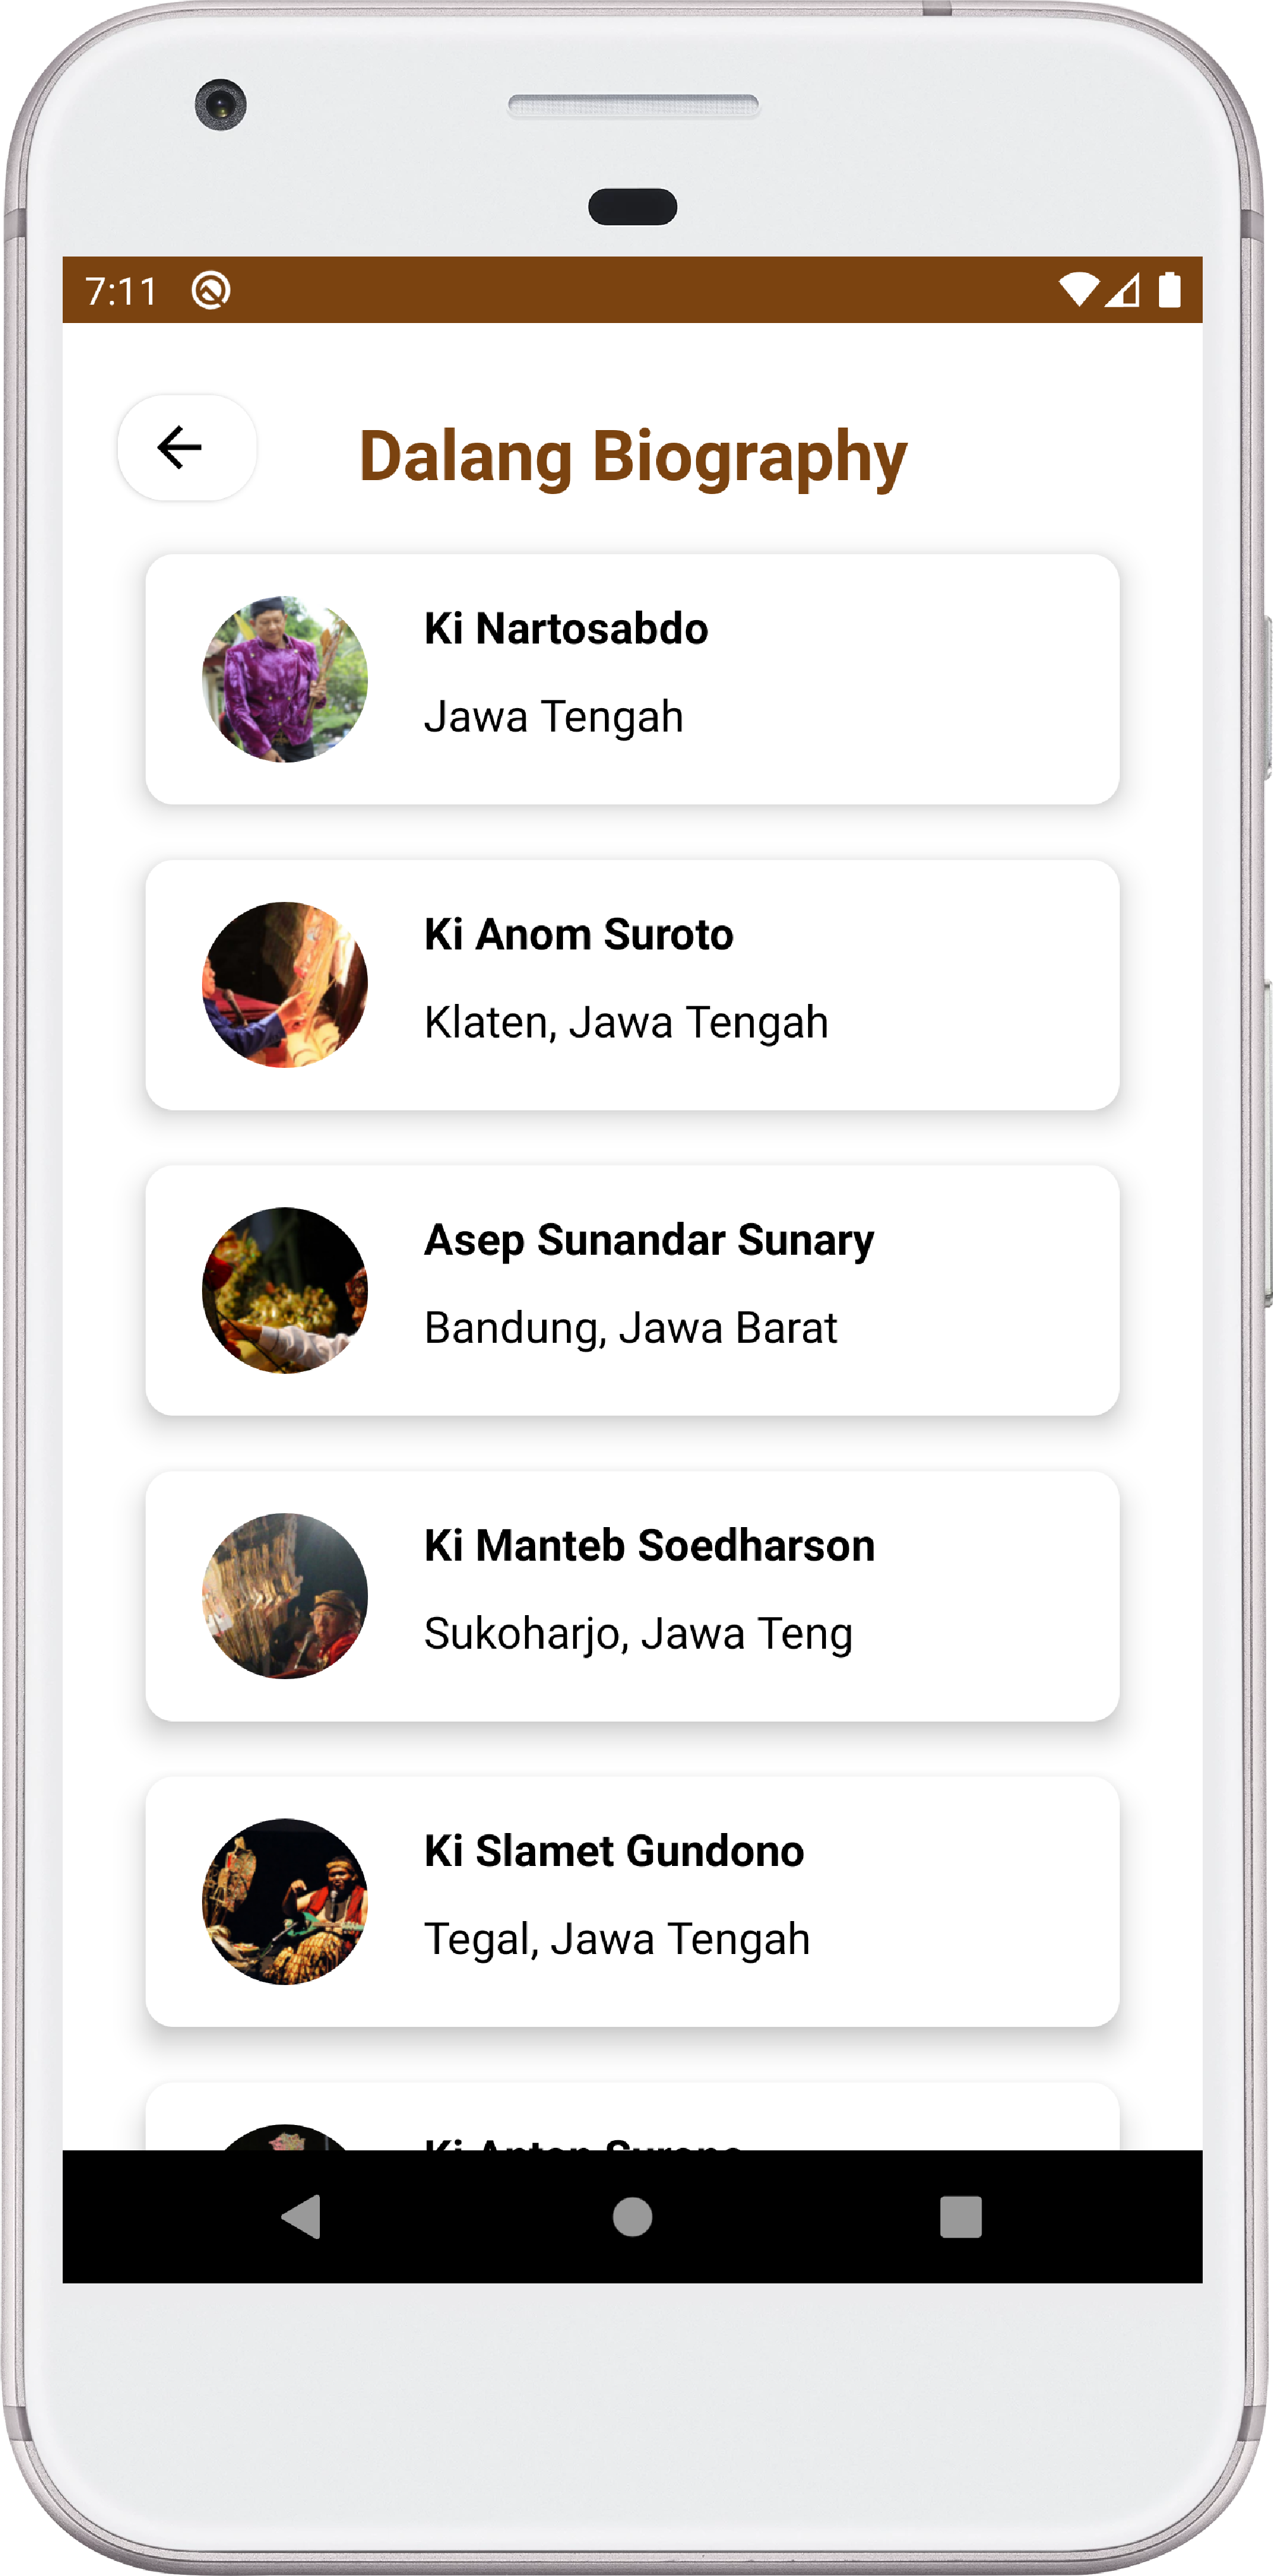 7:11
Dalang Biography
Ki Nartosabdo
Jawa Tengah
Ki Anom Suroto
Klaten, Jawa Tengah
Asep Sunandar Sunary
Bandung, Jawa Barat
Ki Manteb Soedharson
Sukoharjo, Jawa Teng
Ki Slamet Gundono
Tegal, Jawa Tengah
Ki